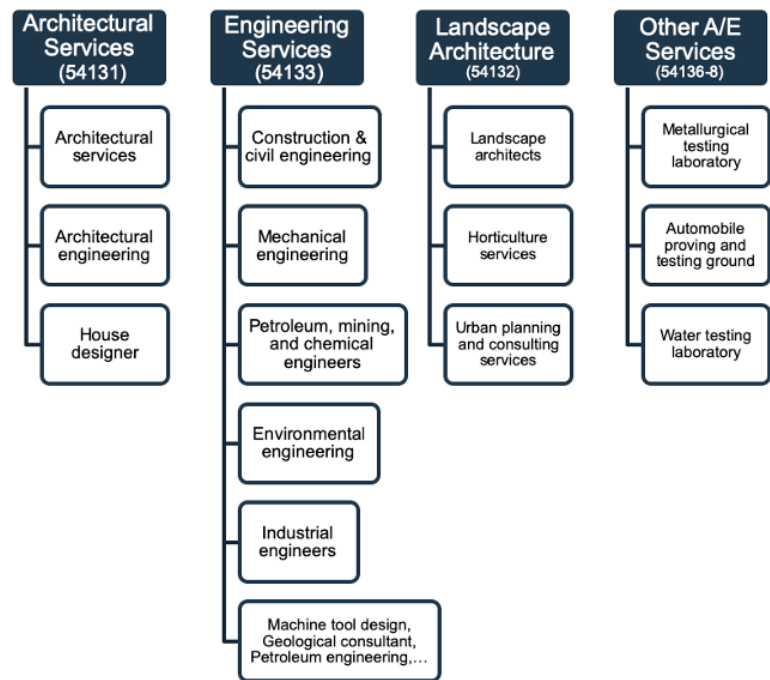 Architectural
Services
(54131)
Architectural
services
Architectural
engineering
House
designer
Engineering
Services
(54133)
Construction &
civil engineering
Mechanical
engineering
Petroleum, mining,
and chemical
engineers
Environmental
engineering
Industrial
engineers
Machine tool design,
Geological consultant,
Petroleum engineering,…
Landscape
Architecture
(54132)
Landscape
architects
Horticulture
services
Urban planning
and consulting
services
Other A/E
Services
(54136-8)
Metallurgical
testing
laboratory
Automobile
proving and
testing ground
Water testing
laboratory